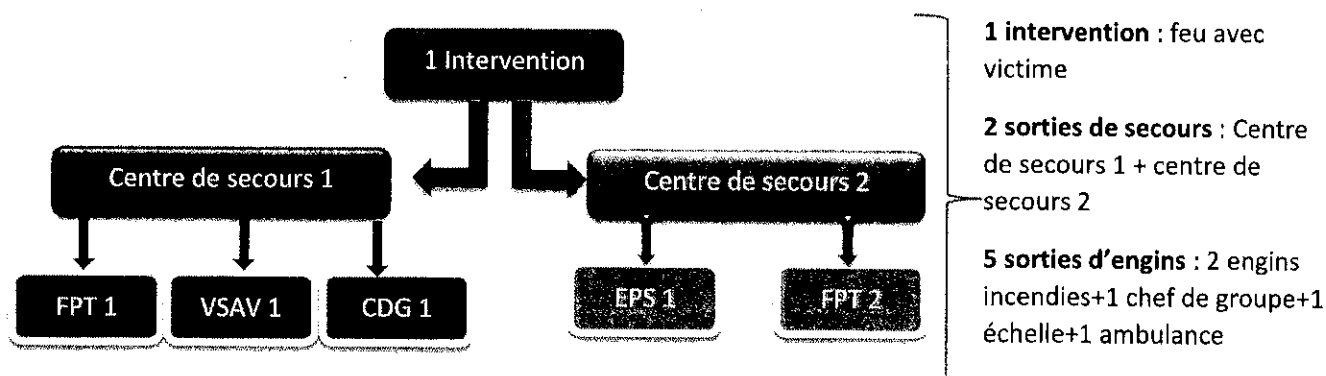 1 Intervention
Centre de secours 1
Centre de secours 2
FPT 1
VSAV 1
CDG 1
EPS 1
FPT 2
1 intervention : feu avec
victime
2 sorties de secours : Centre
de secours 1 + centre de
secours 2
5 sorties d'engins : 2 engins
incendies+1 chef de groupe+1
échelle+1 ambulance